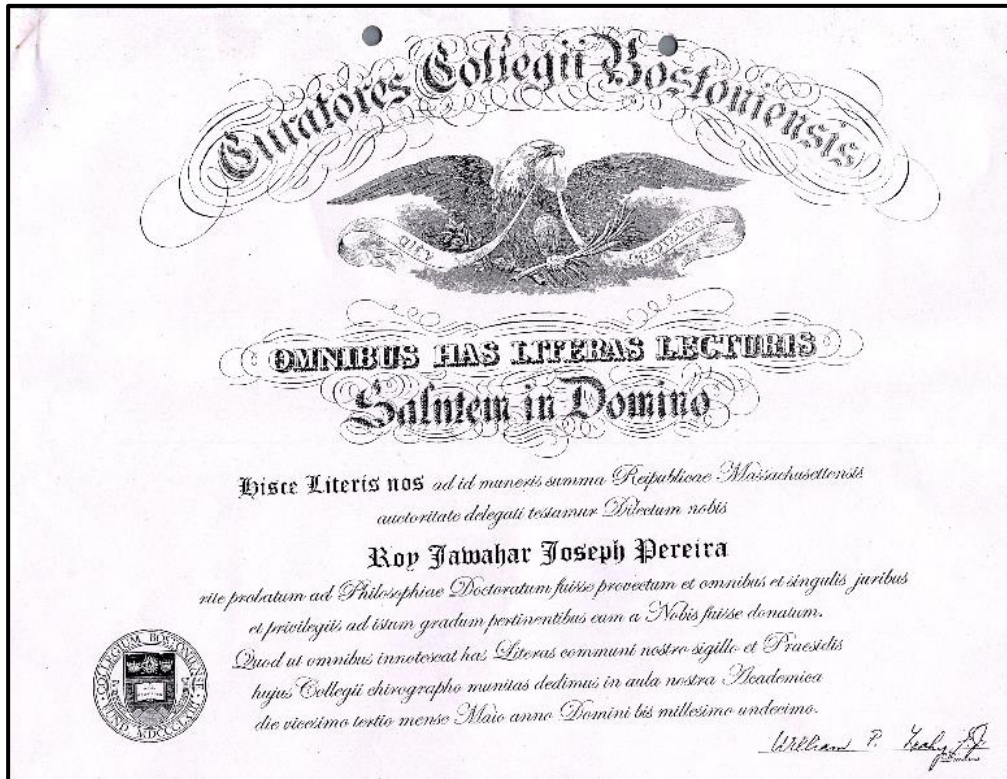 Curatores Collegii Bostoniensis
OMNIBUS HAS LITERAS LECTURIS
Salutem in Domino
Hisce Literis nos ad id muneris summa Reipublicae Massachusettensis
auctoritate delegati testamur Dilectum nobis
Roy Jawahar Joseph Pereira
rite probatum ad Philosophiae Doctoratum fuisse provectum et omnibus et singulis juribus
et privilegiis ad istum gradum pertinentibus eum a Nobis fuisse donatum.
Quod ut omnibus innotescat has Literas communi nostro sigillo et Praesidis
hujus Collegii chirographo munitas dedimus in aula nostra Academica
die vicesimo tertio mense Maio anno Domini bis millesimo undecimo.
COLLEGIUM BOSTONIENSE
FUND. MDCCCLXIII
William P. Leahy S.J.